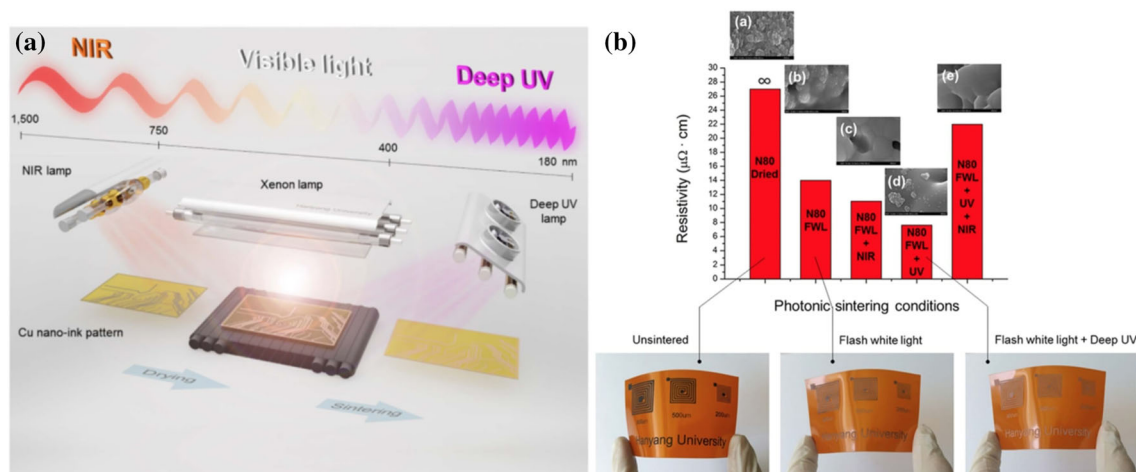 (a)
NIR
Visible light
Deep UV
1,500
750
400
180 nm
NIR lamp
Xenon lamp
Hanyang University
Deep UV
lamp
Cu nano-ink pattern
Drying
Sintering
(b)
(a)
(b)
(c)
(d)
(e)
Resistivity (μΩ · cm)
30
28
26
24
22
20
18
16
14
12
10
8
6
4
2
0
∞
N80
Dried
N80
FWL
N80
FWL
+
NIR
N80
FWL
+
UV
N80
FWL
+
UV
+
NIR
Photonic sintering conditions
Unsintered
Flash white light
Flash white light + Deep UV
500um
Hanyang University
Hanyang University
Hanyang University